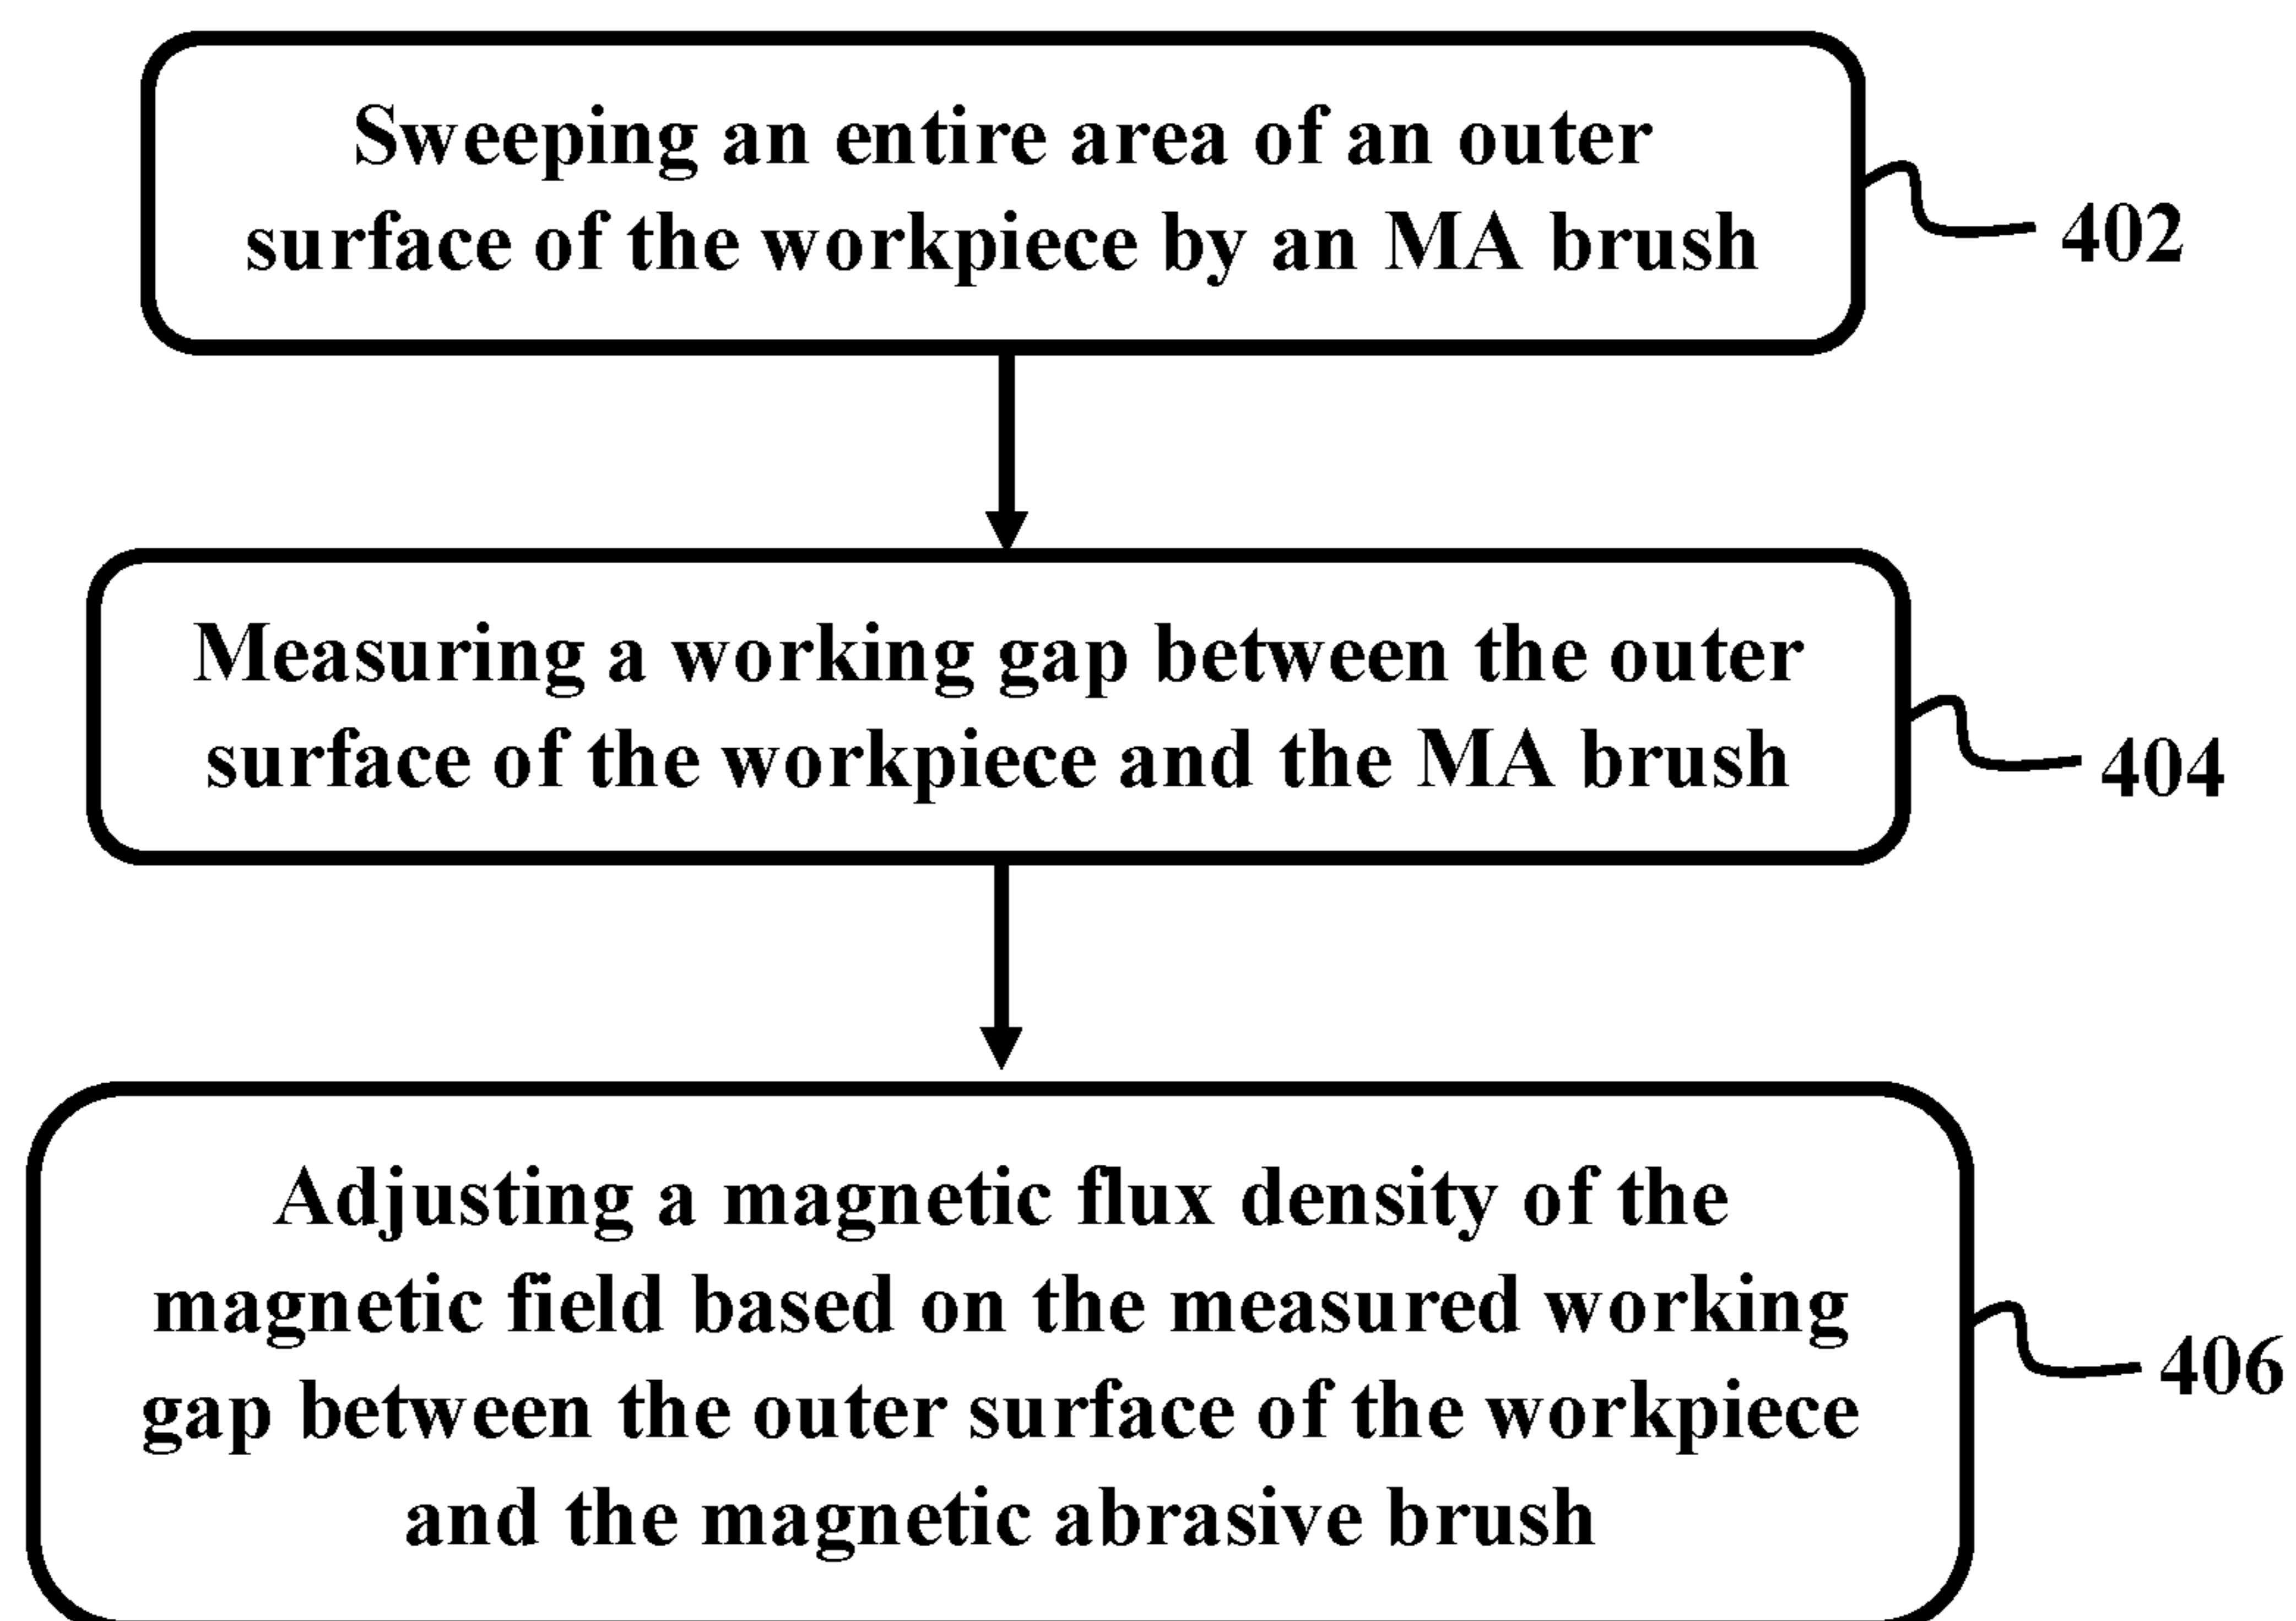 Sweeping an entire area of an outer
surface of the workpiece by an MA brush
402
Measuring a working gap between the outer
surface of the workpiece and the MA brush
404
Adjusting a magnetic flux density of the
magnetic field based on the measured working
gap between the outer surface of the workpiece
and the magnetic abrasive brush
406